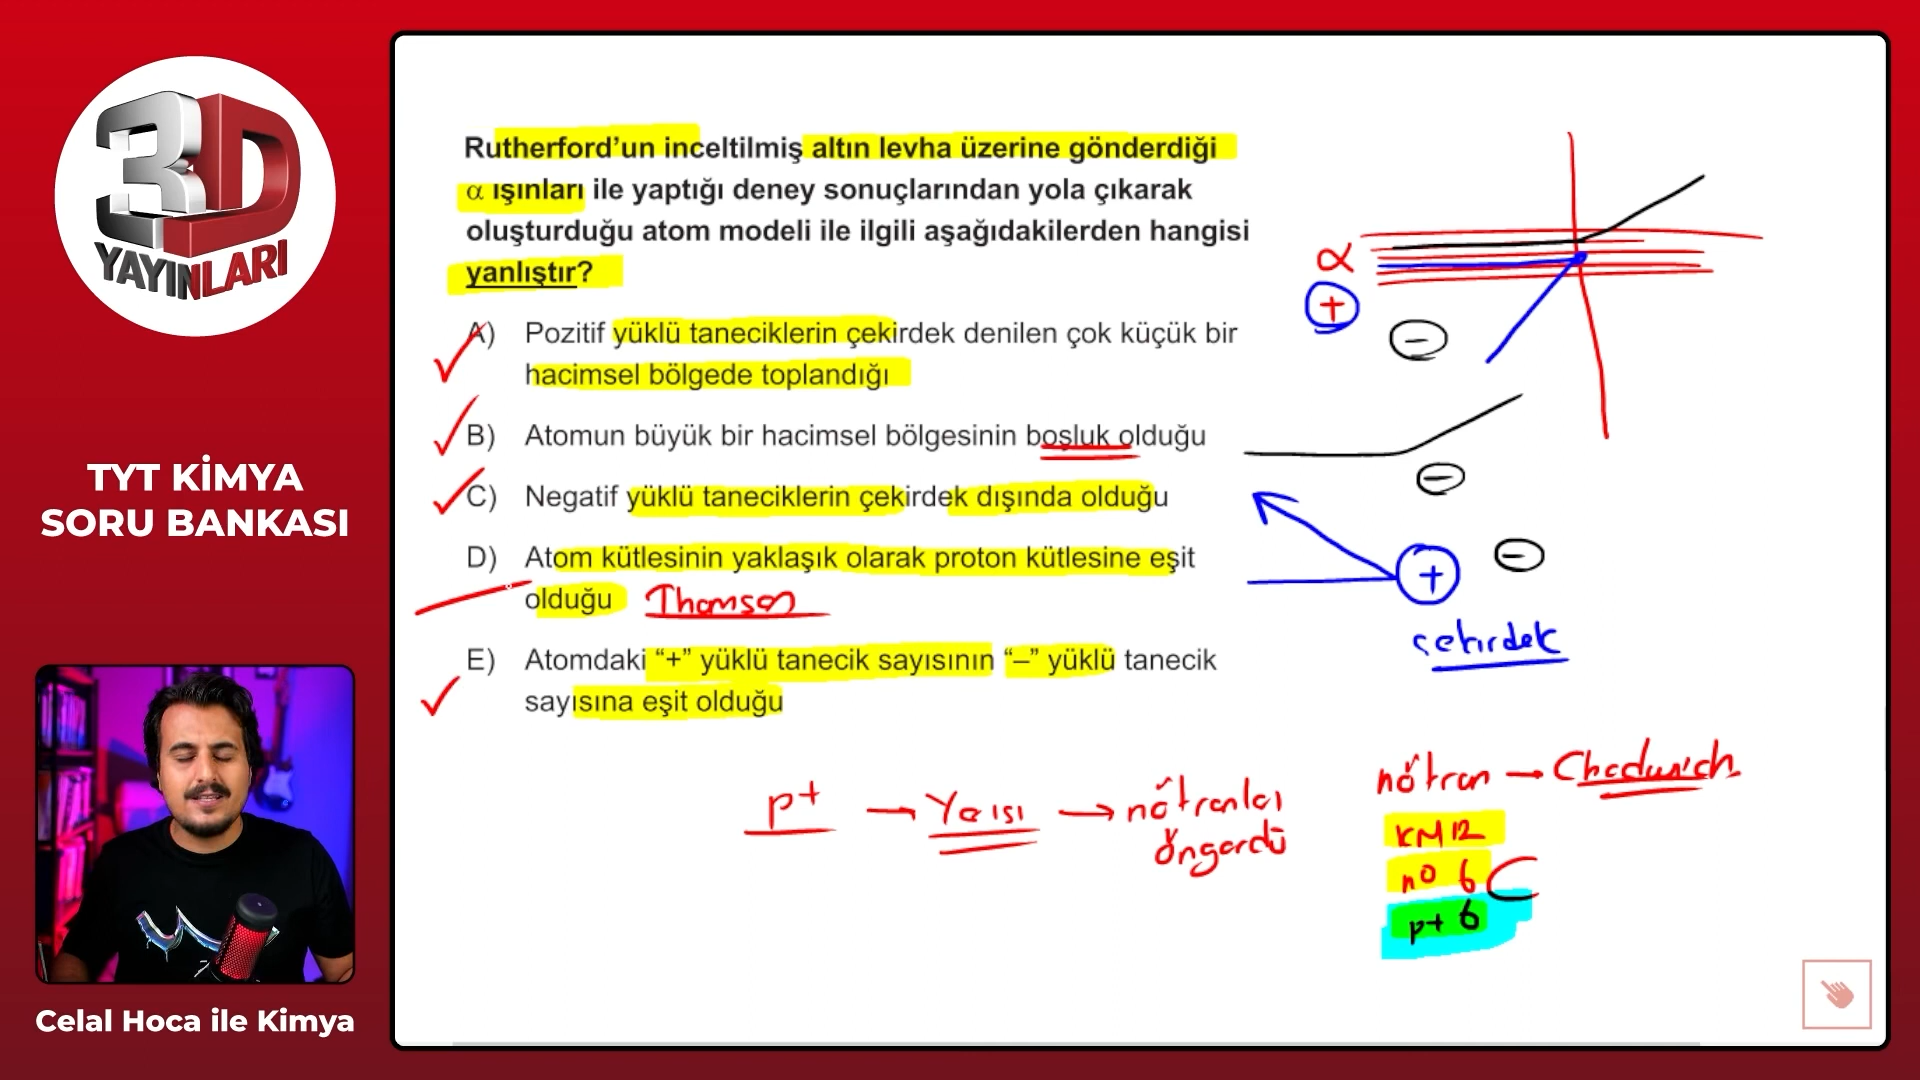 3D
YAYINLARI
TYT KİMYA
SORU BANKASI
Celal Hoca ile Kimya
Rutherford’un inceltilmiş altın levha üzerine gönderdiği
α ışınları ile yaptığı deney sonuçlarından yola çıkarak
oluşturduğu atom modeli ile ilgili aşağıdakilerden hangisi
yanlıştır?
A) Pozitif yüklü taneciklerin çekirdek denilen çok küçük bir
hacimsel bölgede toplandığı
B) Atomun büyük bir hacimsel bölgesinin boşluk olduğu
C) Negatif yüklü taneciklerin çekirdek dışında olduğu
D) Atom kütlesinin yaklaşık olarak proton kütlesine eşit
olduğu Thomson
E) Atomdaki “+” yüklü tanecik sayısının “–” yüklü tanecik
sayısına eşit olduğu
α
+
−
−
+ −
çekirdek
p+ → Yarısı → nötronları
öngördü
nötron → Chadwich
KM 12
n0 6 C
p+ 6